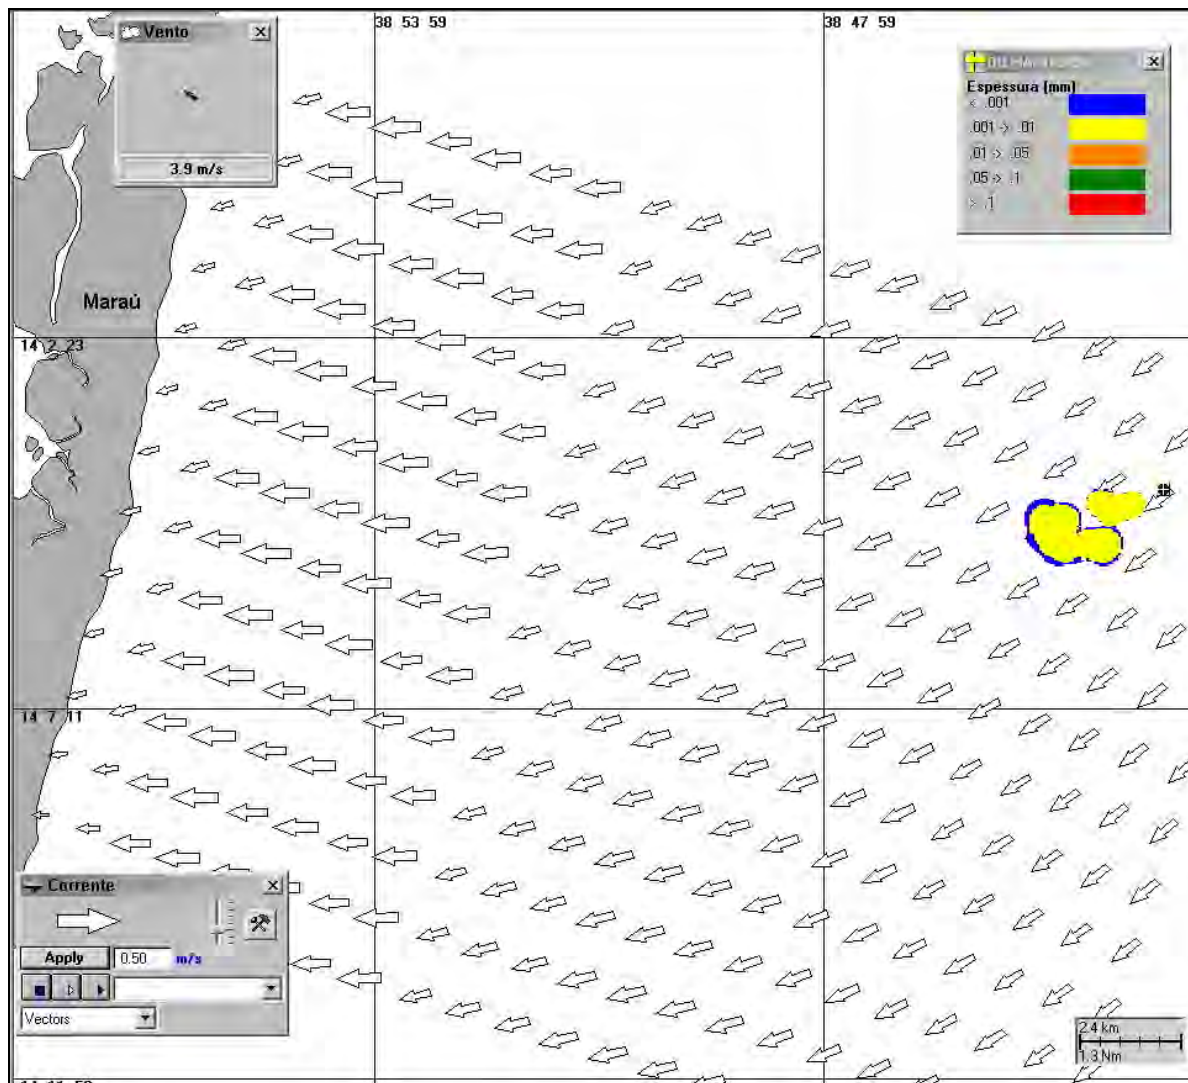 38 53 59
38 47 59
Vento
3.9 m/s
Espessura (mm)
< .001
.001 -> .01
.01 -> .05
.05 -> .1
> .1
Maraú
14 2 23
14 7 11
Corrente
Apply
0.50
m/s
Vectors
2.4 km
1.3 Nm